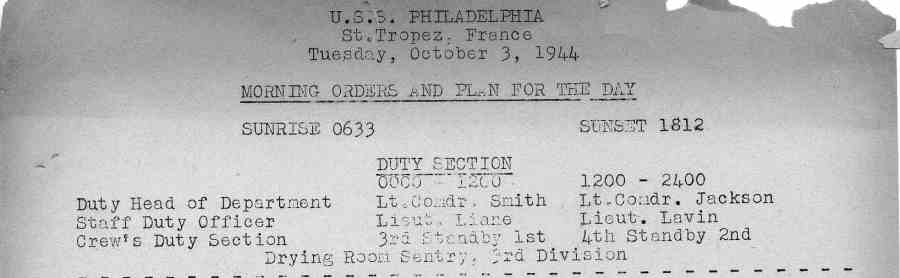 U.S.S. PHILADELPHIA
St.Tropez, France
Tuesday, October 3, 1944
MORNING ORDERS AND PLAN FOR THE DAY
SUNRISE 0633 SUNSET 1812
DUTY SECTION
0000 - 1200 1200 - 2400
Duty Head of Department Lt.Comdr. Smith Lt.Comdr. Jackson
Staff Duty Officer Lieut. Liane Lieut. Lavin
Crew's Duty Section 3rd Standby 1st 4th Standby 2nd
Drying Room Sentry, 3rd Division